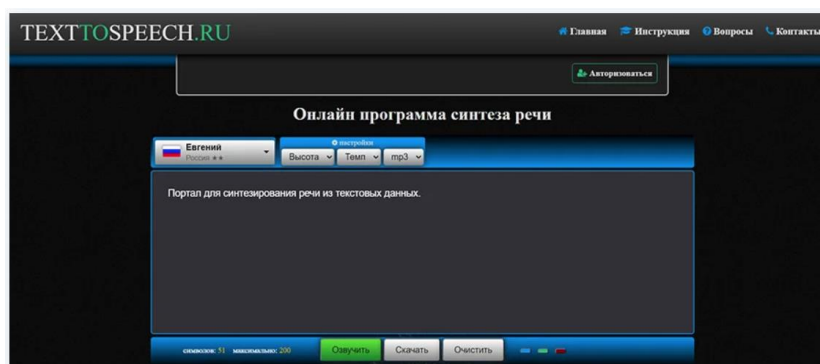 TEXTTOSPEECH.RU
Главная Инструкция Вопросы Контакты
Авторизоваться
Онлайн программа синтеза речи
Евгений
Россия ★★
настройки
Высота Темп mp3
Портал для синтезирования речи из текстовых данных.
символов: 51 максимально: 200
Озвучить Скачать Очистить